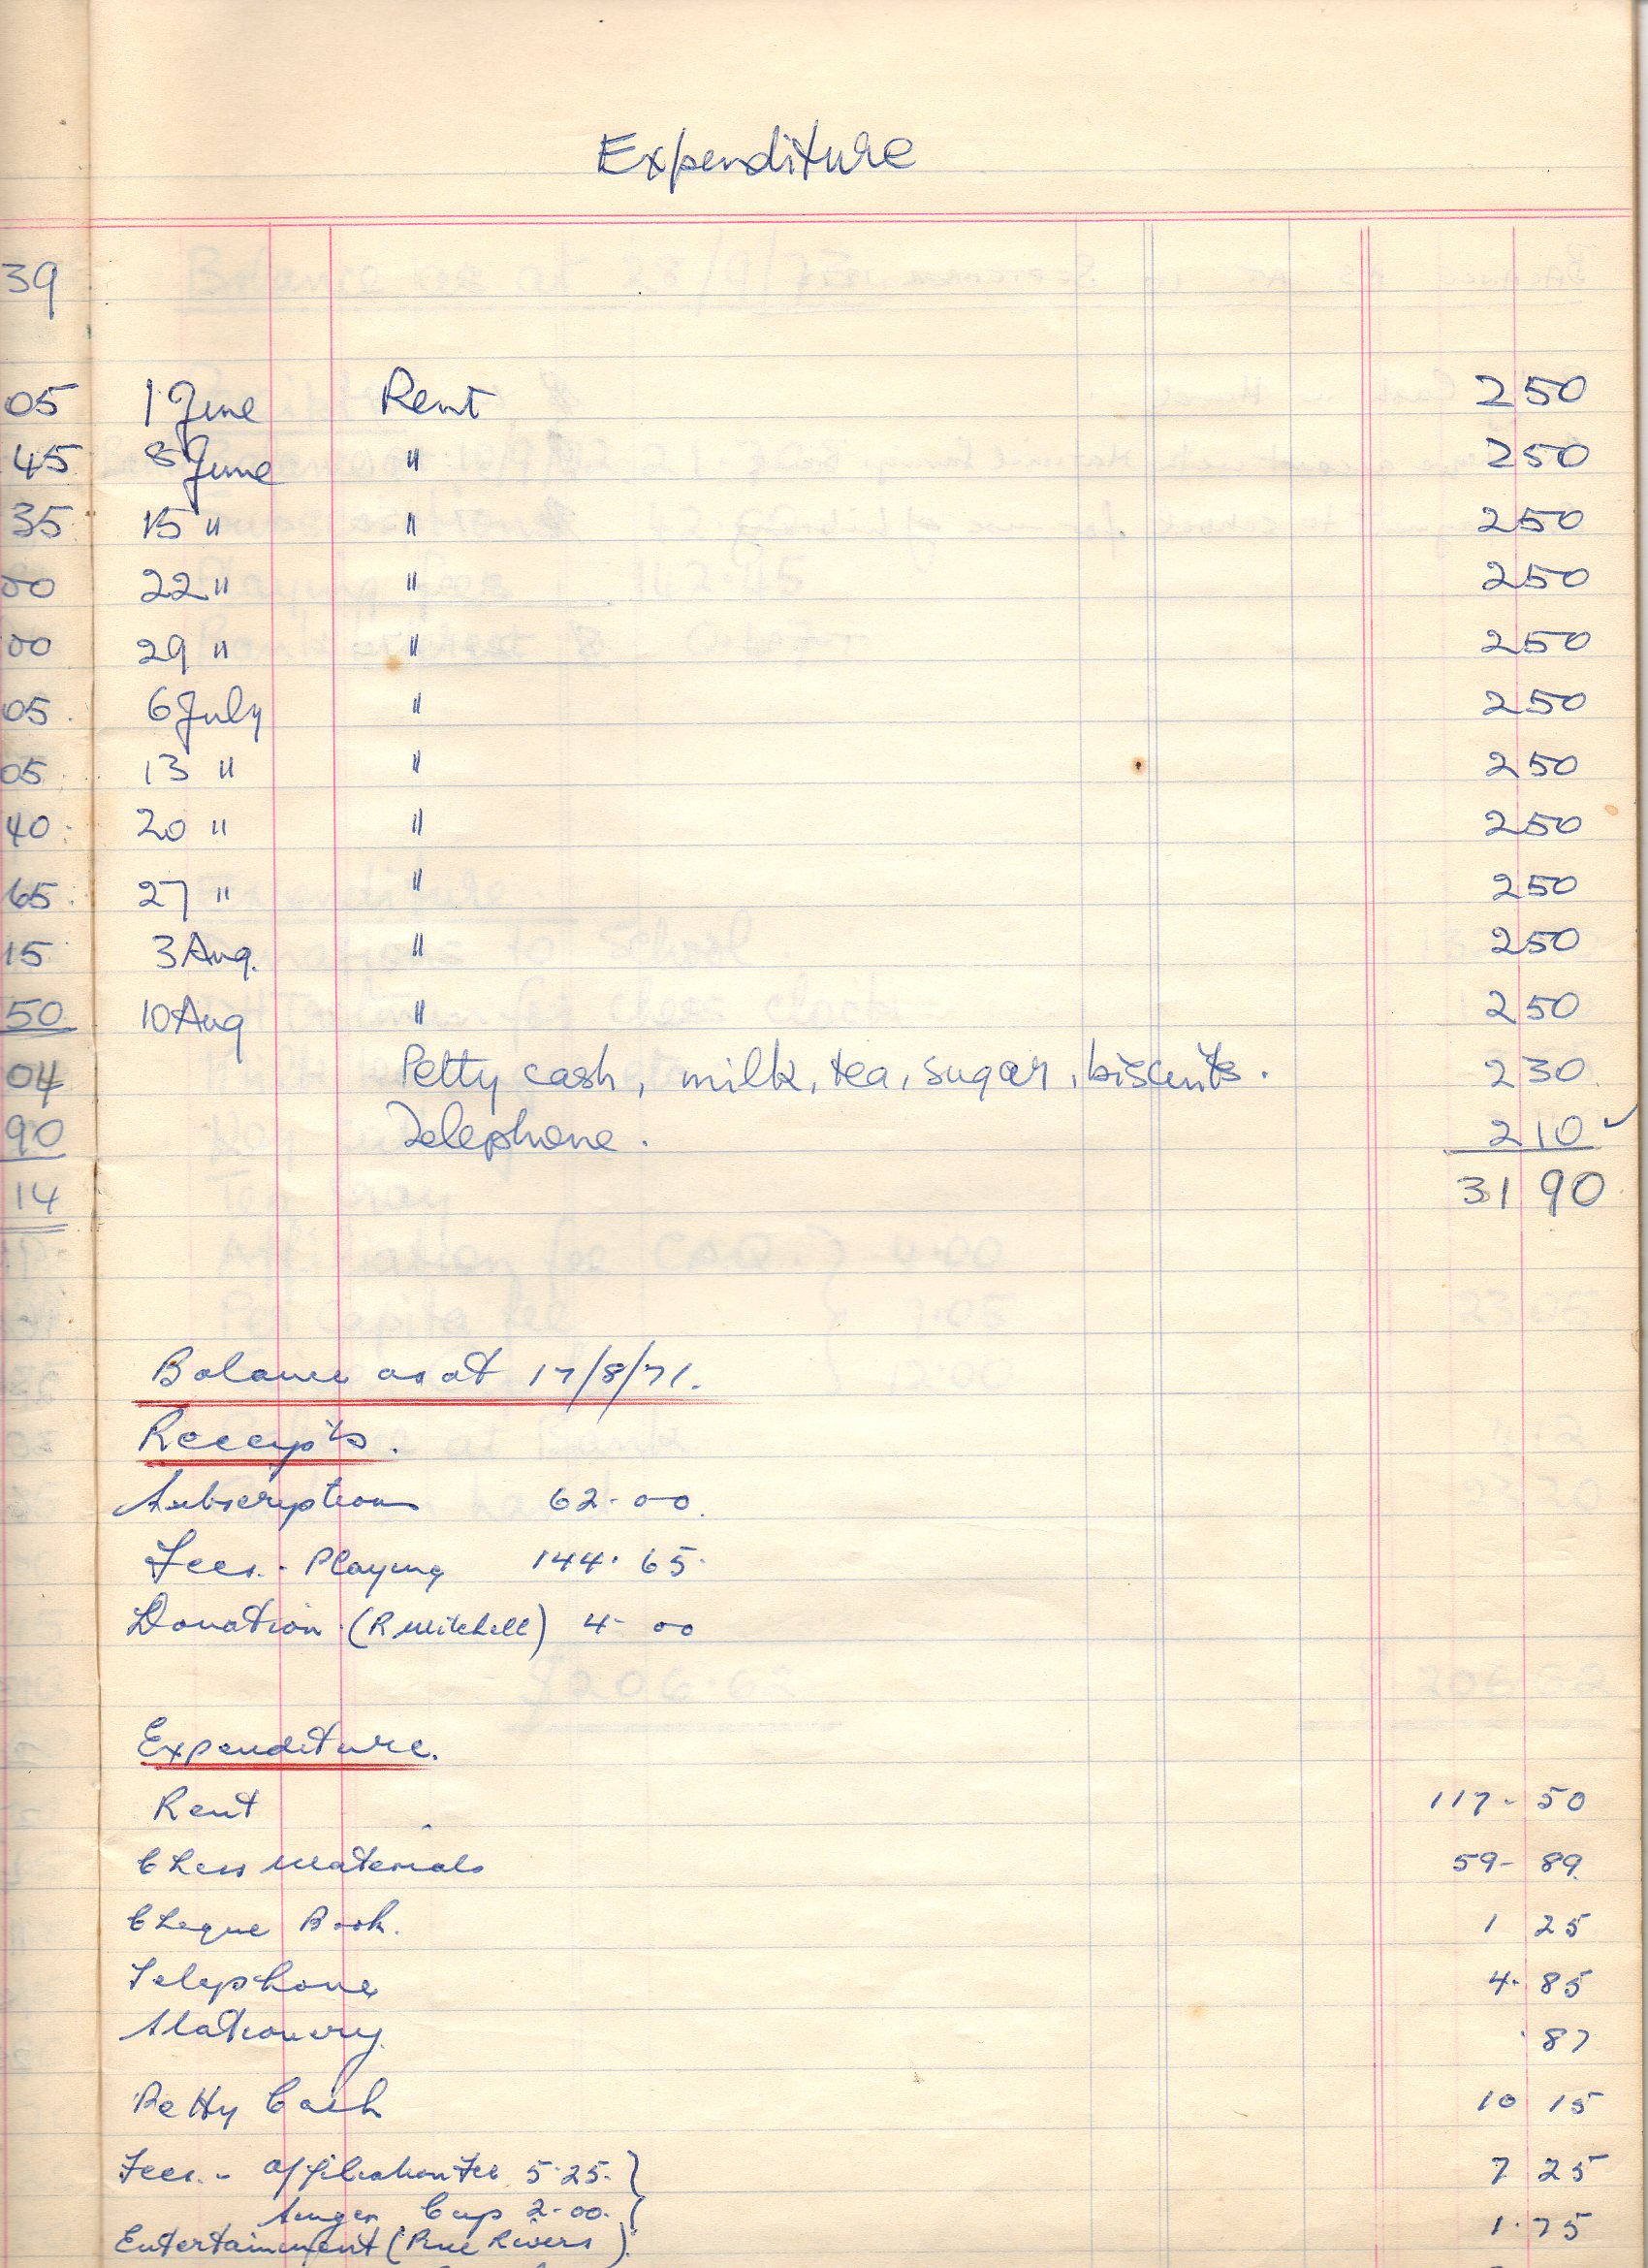 Expenditure
39
05 1 June Rent 2 50
45 8 June " 2 50
35 15 " " 2 50
00 22 " " 2 50
00 29 " " 2 50
05. 6 July " 2 50
05. 13 " " 2 50
40. 20 " " 2 50
65. 27 " " 2 50
15 3 Aug. " 2 50
50 10 Aug " 2 50
04 Petty cash, milk, tea, sugar, biscuits. 2 30
90 Telephone. 2 10 ✓
14 31 90
Balance as at 17/8/71.
Receipts.
Subscriptions 62-00.
Fees. - Playing 144.65.
Donation. (R Mitchell) 4-00
Expenditure.
Rent 117-50
Chess Materials 59-89.
Cheque Book. 1 25
Telephone 4.85
Stationery. .87
Petty Cash 10 15
Fees. - Affiliation Fee 5.25. } 7 25
Cup 2-00.
Entertainment ( ) 1.75